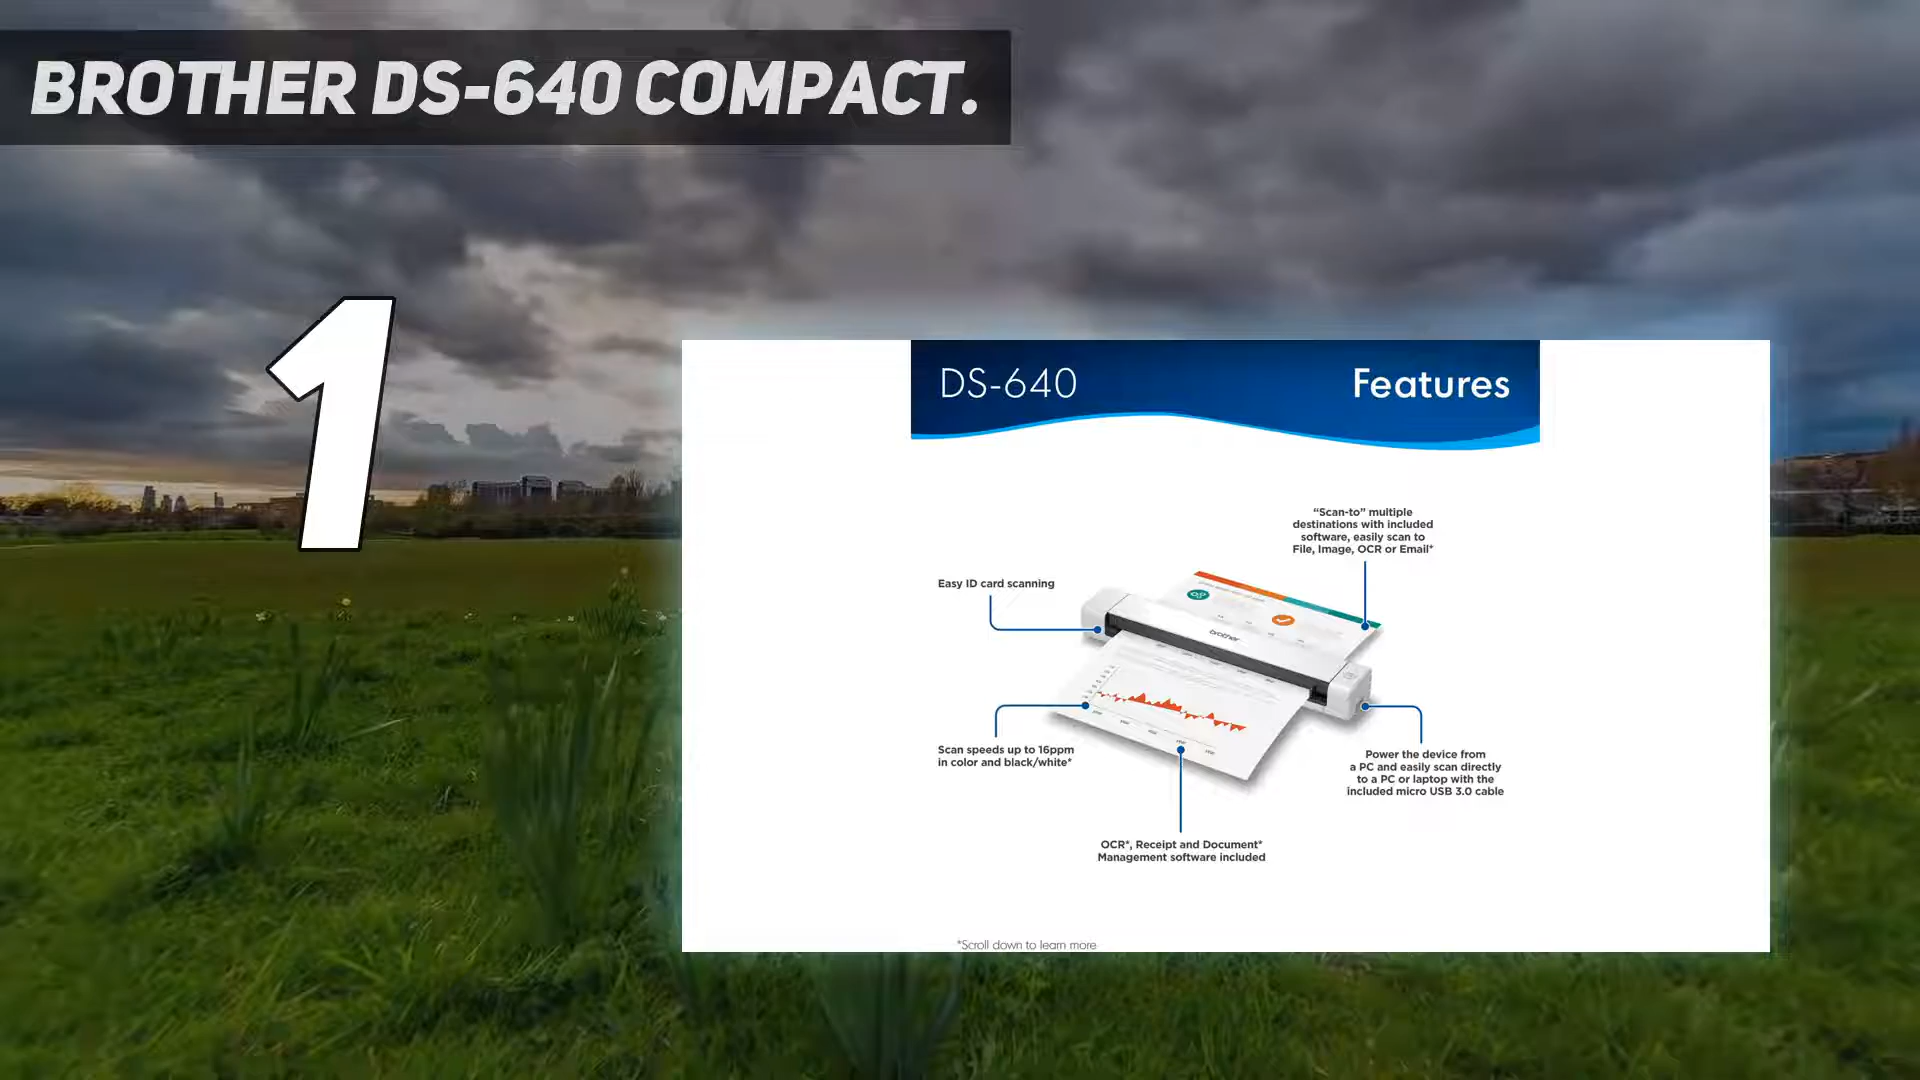 BROTHER DS-640 COMPACT.
1
DS-640 Features
"Scan-to" multiple
destinations with included
software, easily scan to
File, Image, OCR or Email*
Easy ID card scanning
brother
Scan speeds up to 16ppm
in color and black/white*
Power the device from
a PC and easily scan directly
to a PC or laptop with the
included micro USB 3.0 cable
OCR*, Receipt and Document*
Management software included
*Scroll down to learn more